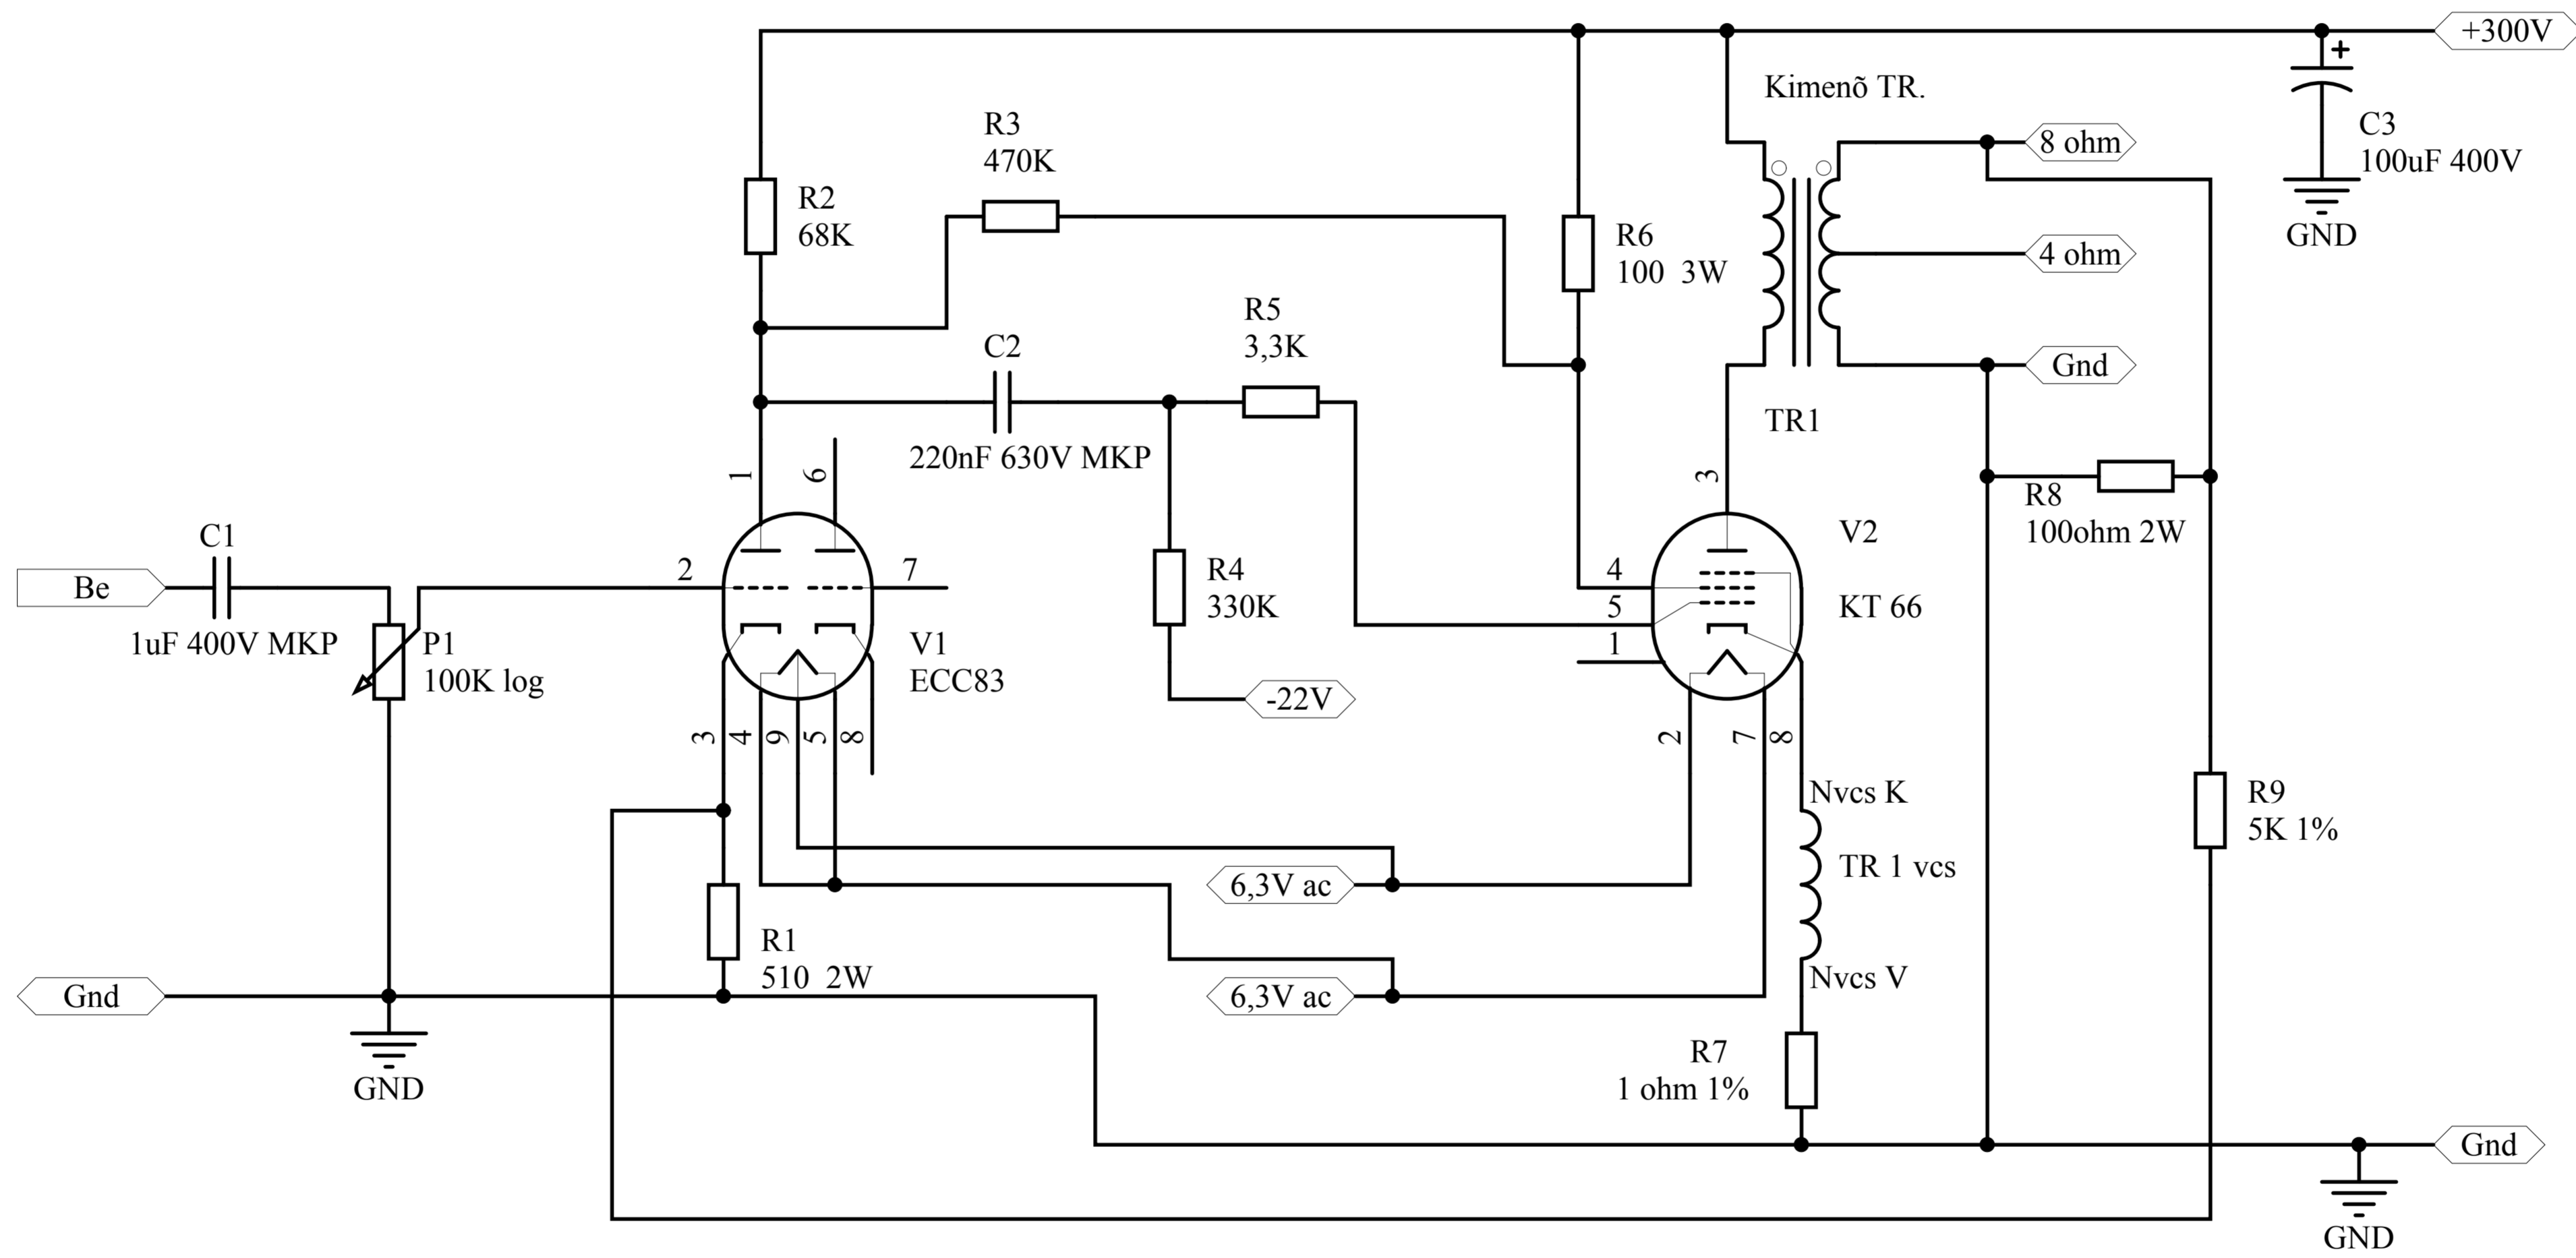 +300V
Kimenõ TR.
R3
470K
C3
100uF 400V
8 ohm
R2
68K
R6
100 3W
GND
4 ohm
R5
3,3K
C2
Gnd
TR1
220nF 630V MKP
1
6
3
R8
100ohm 2W
C1
Be
1uF 400V MKP
2
7
R4
330K
4
5
1
V2
KT 66
P1
100K log
V1
ECC83
-22V
3
4
9
5
8
2
7
8
Nvcs K
R9
5K 1%
TR 1 vcs
6,3V ac
R1
510 2W
Nvcs V
Gnd
6,3V ac
GND
R7
1 ohm 1%
Gnd
GND